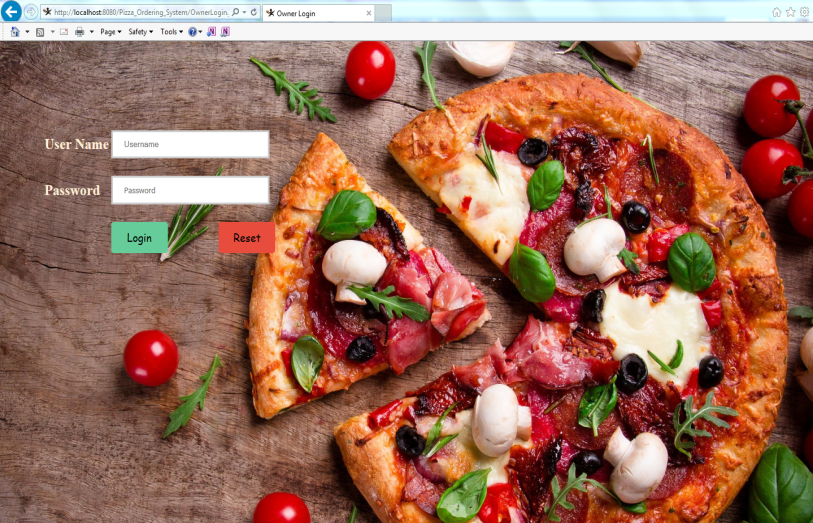 http://localhost:8080/Pizza_Ordering_System/OwnerLogin.
Owner Login
Page Safety Tools
User Name Username
Password Password
Login Reset